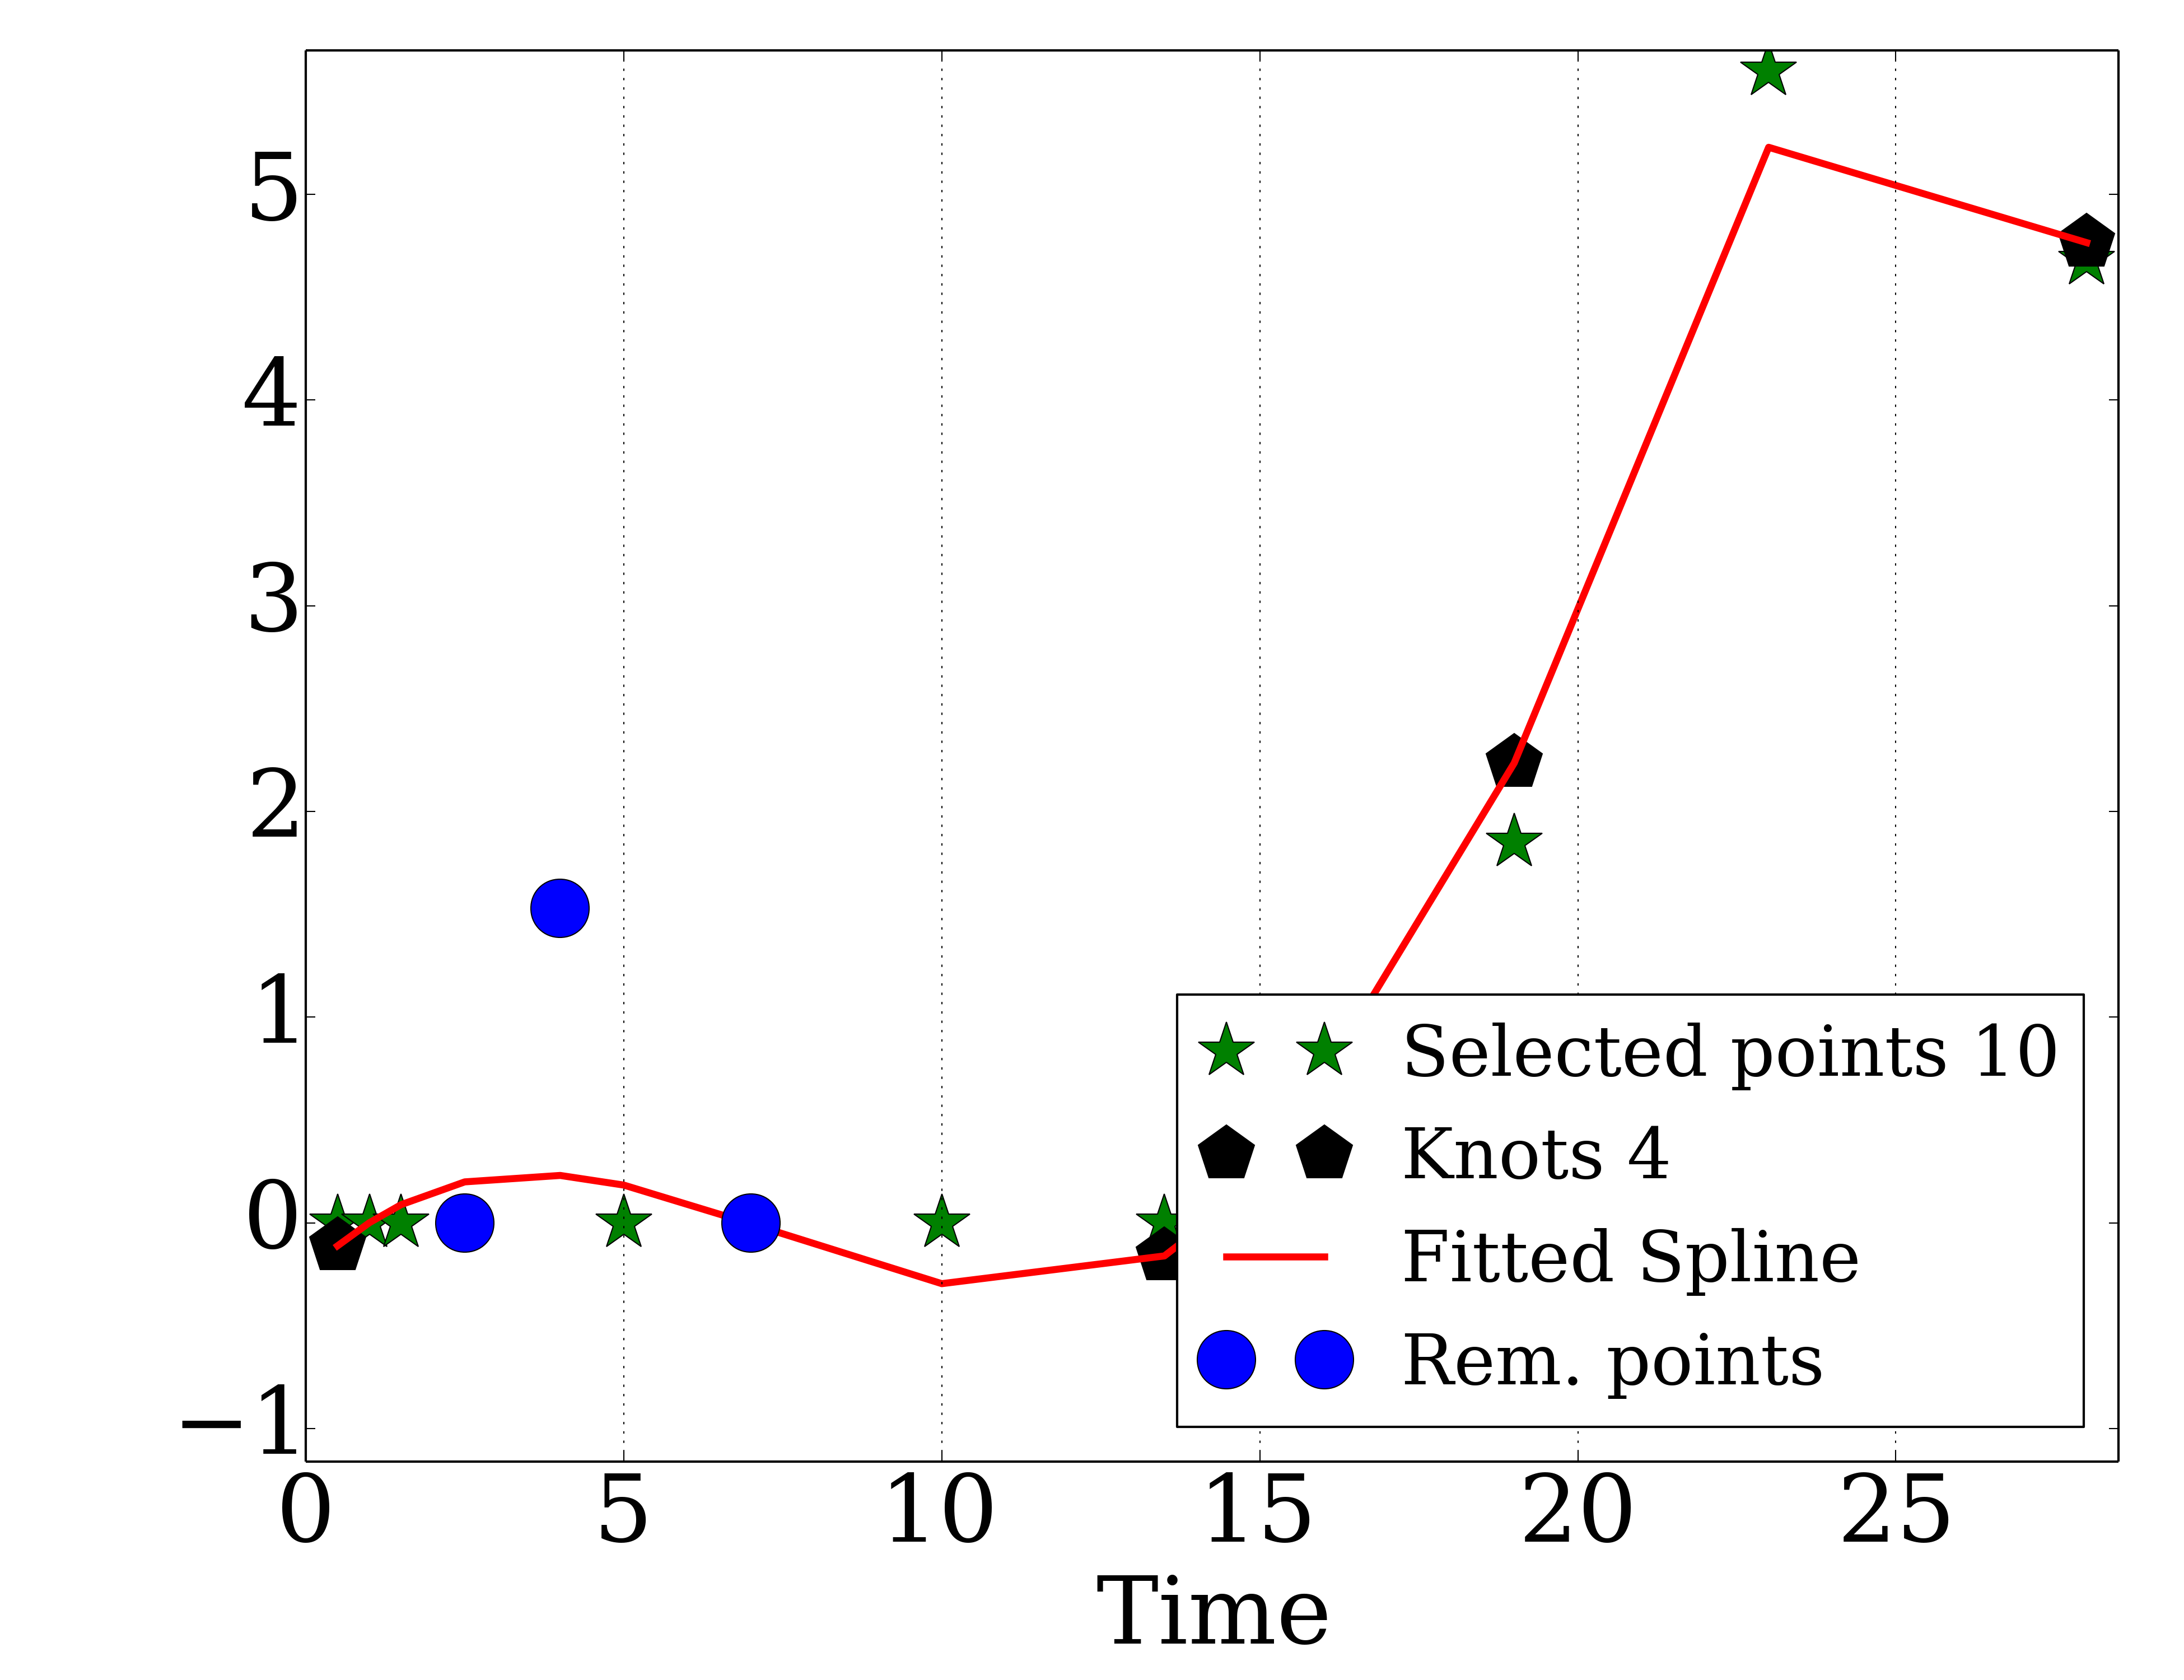 5
4
3
2
1
0
−1
Selected points 10
Knots 4
Fitted Spline
Rem. points
0 5 10 15 20 25
Time